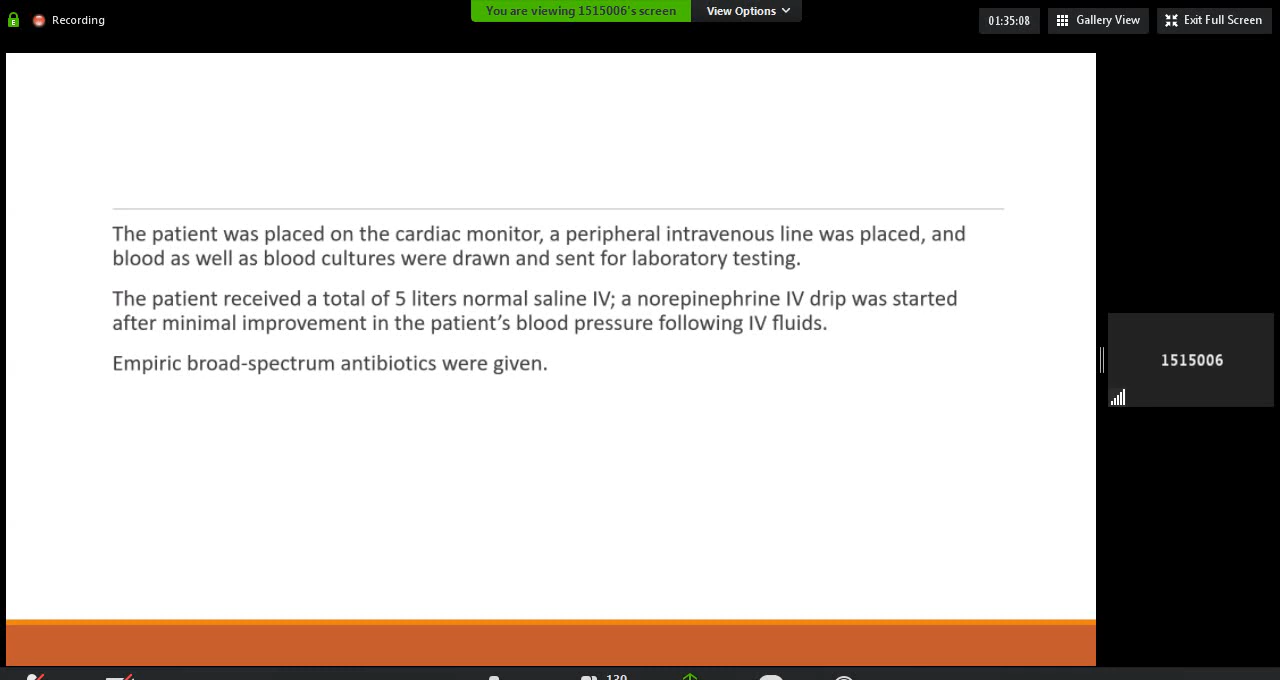 Recording
You are viewing 1515006's screen
View Options
01:35:08
Gallery View
Exit Full Screen
The patient was placed on the cardiac monitor, a peripheral intravenous line was placed, and
blood as well as blood cultures were drawn and sent for laboratory testing.
The patient received a total of 5 liters normal saline IV; a norepinephrine IV drip was started
after minimal improvement in the patient’s blood pressure following IV fluids.
Empiric broad-spectrum antibiotics were given.
1515006